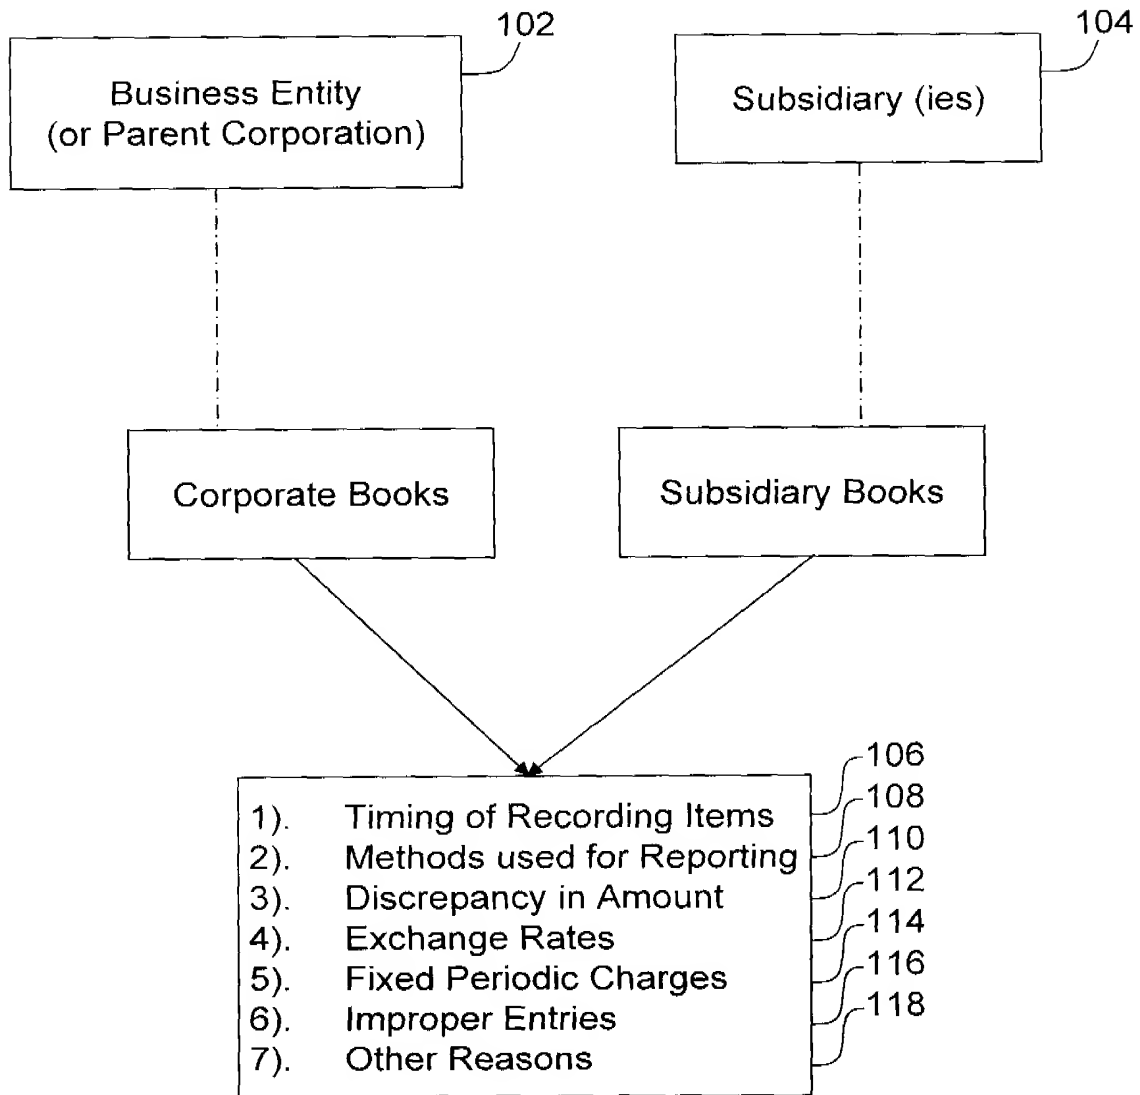 102
104
Business Entity
(or Parent Corporation)
Subsidiary (ies)
Corporate Books
Subsidiary Books
1). Timing of Recording Items 106
2). Methods used for Reporting 108
3). Discrepancy in Amount 110
4). Exchange Rates 112
5). Fixed Periodic Charges 114
6). Improper Entries 116
7). Other Reasons 118